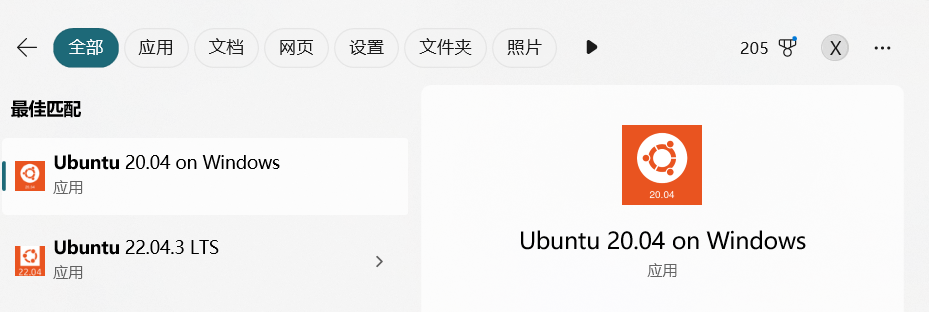 全部 应用 文档 网页 设置 文件夹 照片 205 X
最佳匹配
Ubuntu 20.04 on Windows
应用
Ubuntu 22.04.3 LTS
应用
22.04
20.04
Ubuntu 20.04 on Windows
应用